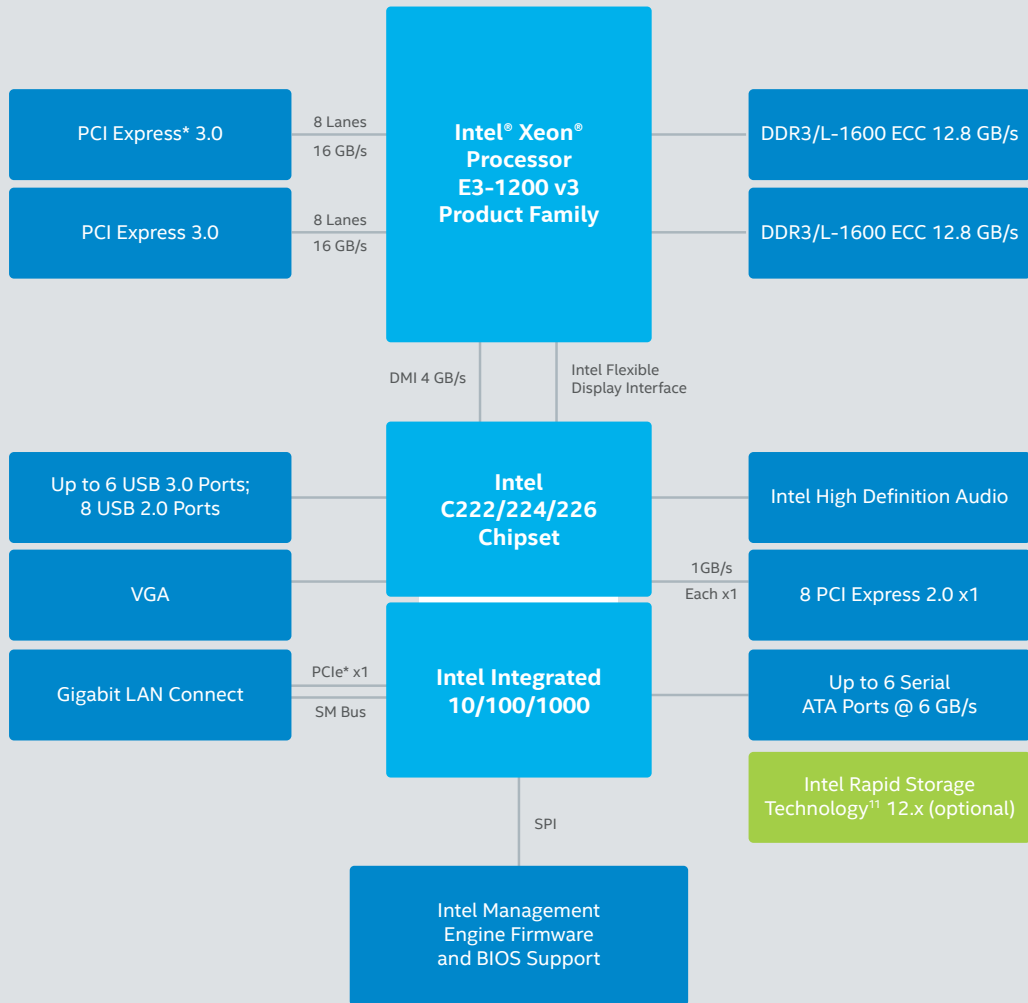 PCI Express* 3.0
8 Lanes
16 GB/s
Intel® Xeon®
Processor
E3-1200 v3
Product Family
DDR3/L-1600 ECC 12.8 GB/s
PCI Express 3.0
8 Lanes
16 GB/s
DDR3/L-1600 ECC 12.8 GB/s
DMI 4 GB/s
Intel Flexible
Display Interface
Up to 6 USB 3.0 Ports;
8 USB 2.0 Ports
Intel
C222/224/226
Chipset
Intel High Definition Audio
VGA
1GB/s
Each x1
8 PCI Express 2.0 x1
Gigabit LAN Connect
PCIe* x1
SM Bus
Intel Integrated
10/100/1000
Up to 6 Serial
ATA Ports @ 6 GB/s
Intel Rapid Storage
Technology¹¹ 12.x (optional)
SPI
Intel Management
Engine Firmware
and BIOS Support